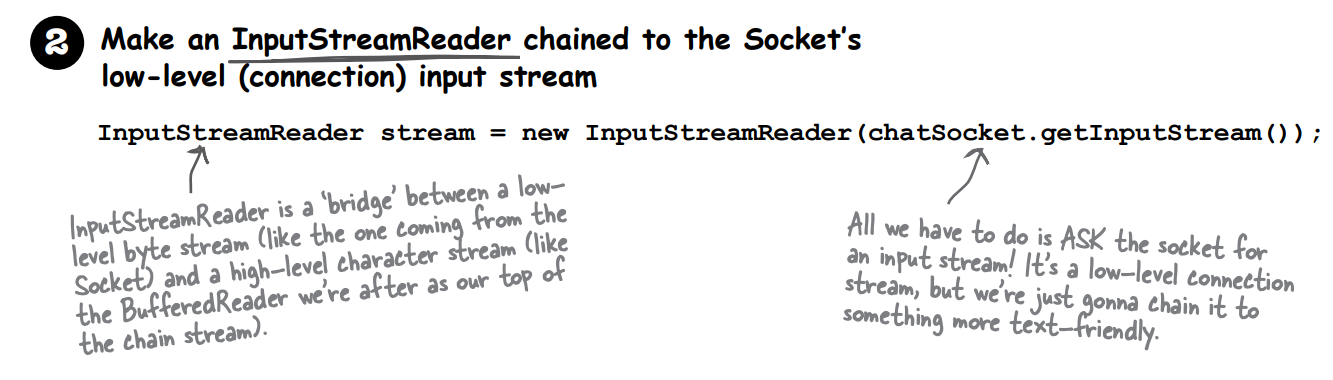 2 Make an InputStreamReader chained to the Socket's
low-level (connection) input stream
InputStreamReader stream = new InputStreamReader(chatSocket.getInputStream());
InputStreamReader is a 'bridge' between a low-
level byte stream (like the one coming from the
Socket) and a high-level character stream (like
the BufferedReader we're after as our top of
the chain stream).
All we have to do is ASK the socket for
an input stream! It's a low-level connection
stream, but we're just gonna chain it to
something more text-friendly.